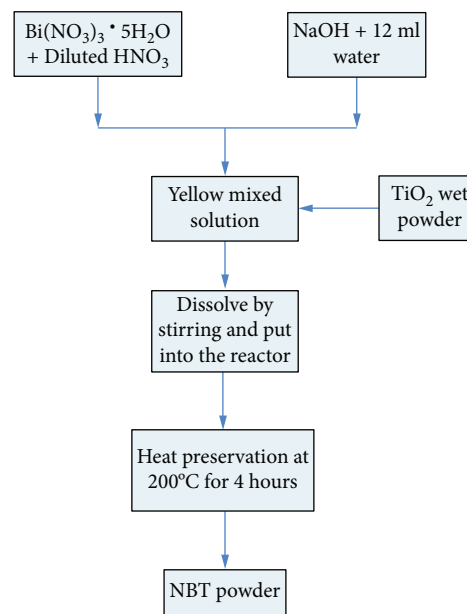 Bi(NO₃)₃ • 5H₂O
+ Diluted HNO₃
NaOH + 12 ml
water
Yellow mixed
solution
TiO₂ wet
powder
Dissolve by
stirring and put
into the reactor
Heat preservation at
200°C for 4 hours
NBT powder